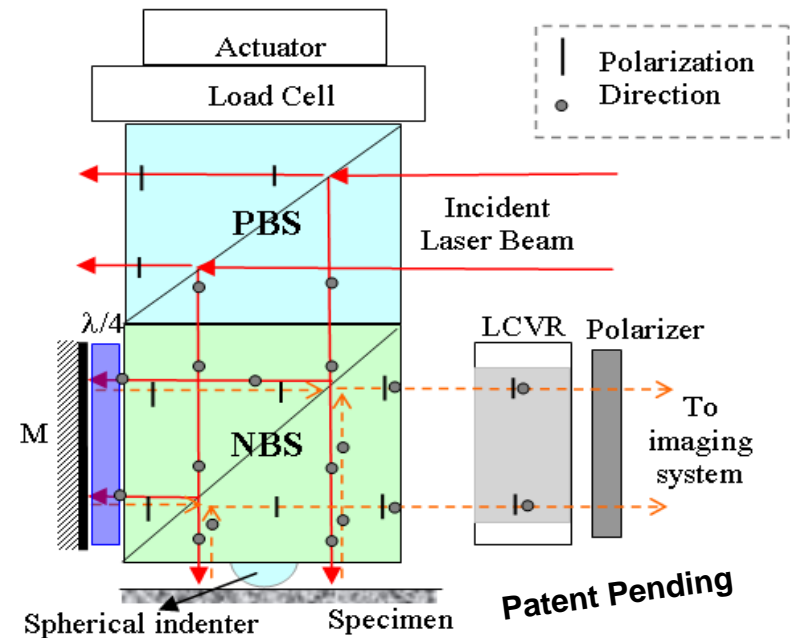 Actuator
Load Cell
Polarization
Direction
PBS
Incident
Laser Beam
λ/4
LCVR
Polarizer
M
NBS
To
imaging
system
Spherical indenter
Specimen
Patent Pending